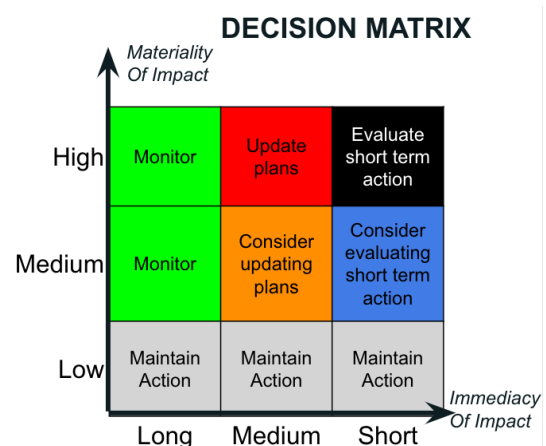 DECISION MATRIX
Materiality
Of Impact
High
Monitor
Update
plans
Evaluate
short term
action
Medium
Monitor
Consider
updating
plans
Consider
evaluating
short term
action
Low
Maintain
Action
Maintain
Action
Maintain
Action
Immediacy
Of Impact
Long
Medium
Short